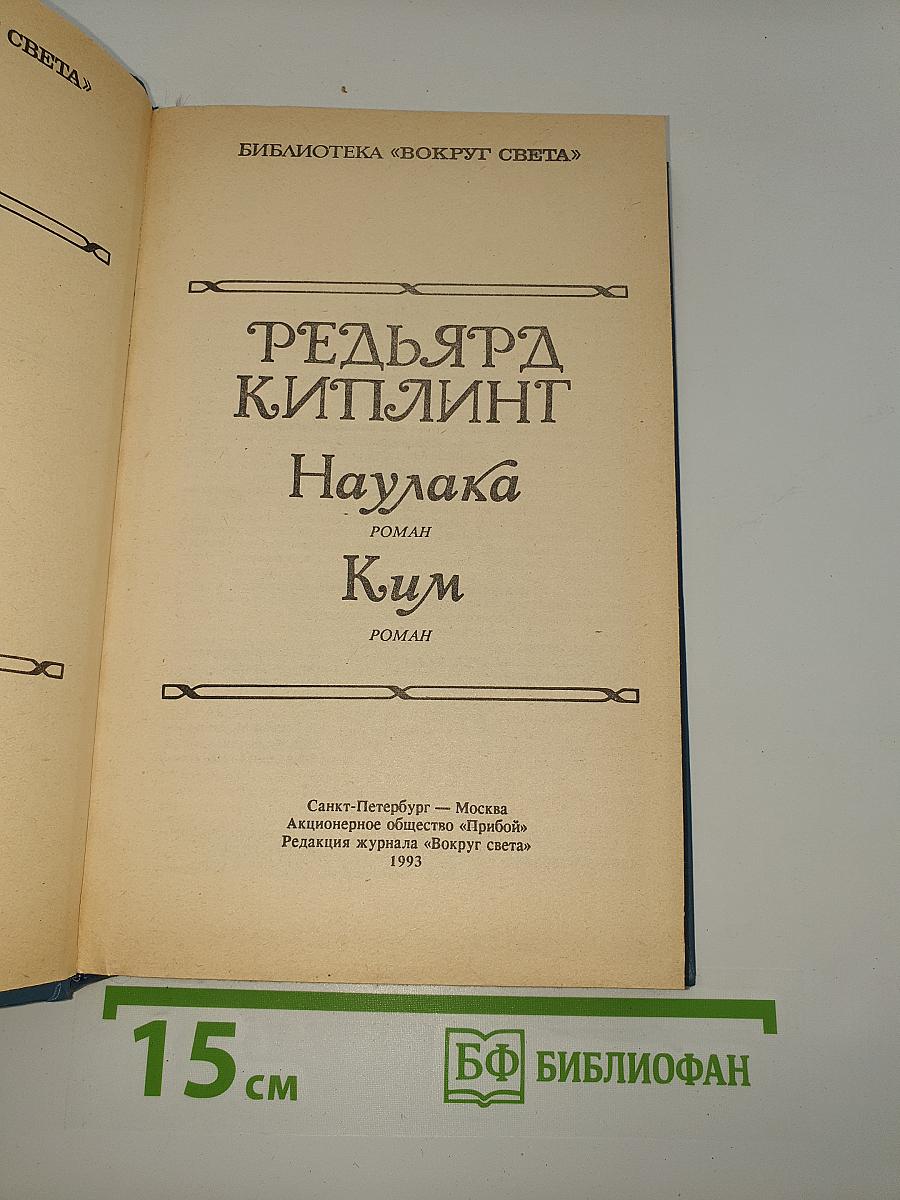 СВЕТА»
БИБЛИОТЕКА «ВОКРУГ СВЕТА»
РЕДЬЯРД
КИПЛИНГ
Наулака
РОМАН
Ким
РОМАН
Санкт-Петербург — Москва
Акционерное общество «Прибой»
Редакция журнала «Вокруг света»
1993
15 см
БФ БИБЛИОФАН